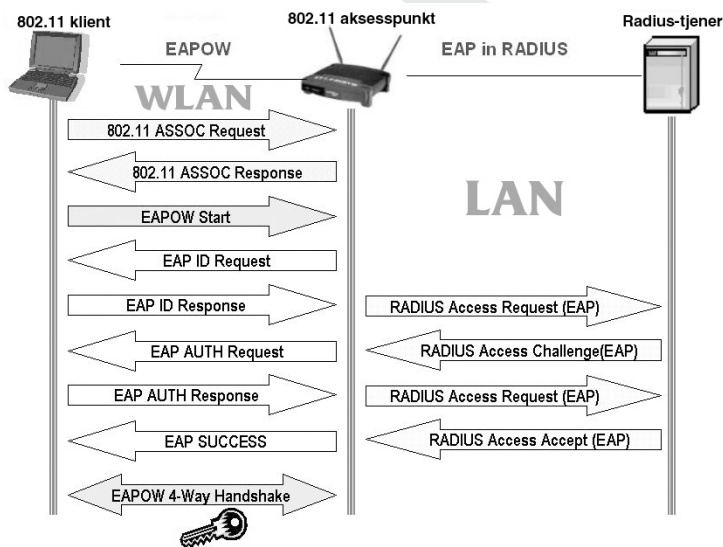 802.11 klient
802.11 aksesspunkt
Radius-tjener
EAPOW
EAP in RADIUS
WLAN
802.11 ASSOC Request
802.11 ASSOC Response
LAN
EAPOW Start
EAP ID Request
EAP ID Response
RADIUS Access Request (EAP)
EAP AUTH Request
RADIUS Access Challenge(EAP)
EAP AUTH Response
RADIUS Access Request (EAP)
EAP SUCCESS
RADIUS Access Accept (EAP)
EAPOW 4-Way Handshake